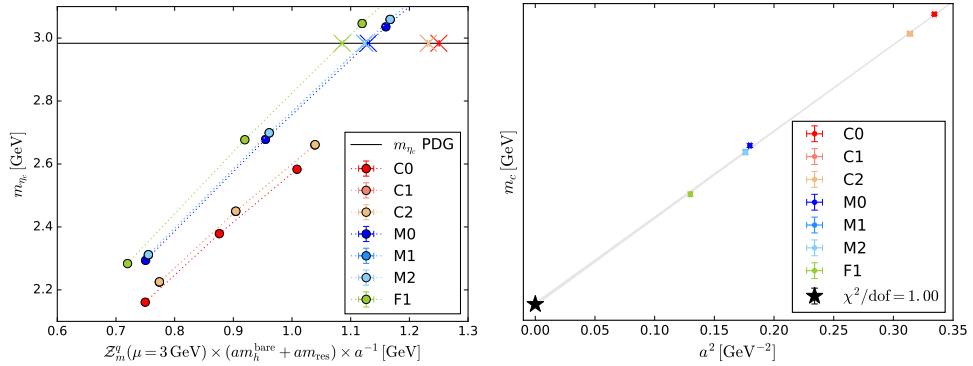 3.0
2.8
2.6
2.4
2.2
m_{η_c} [GeV]
0.6 0.7 0.8 0.9 1.0 1.1 1.2 1.3
Z_m^q(μ = 3 GeV) × (am_h^{bare} + am_{res}) × a^{-1} [GeV]
m_{η_c} PDG
C0
C1
C2
M0
M1
M2
F1
m_c [GeV]
0.00 0.05 0.10 0.15 0.20 0.25 0.30 0.35
a^2 [GeV^{-2}]
C0
C1
C2
M0
M1
M2
F1
χ^2/dof = 1.00